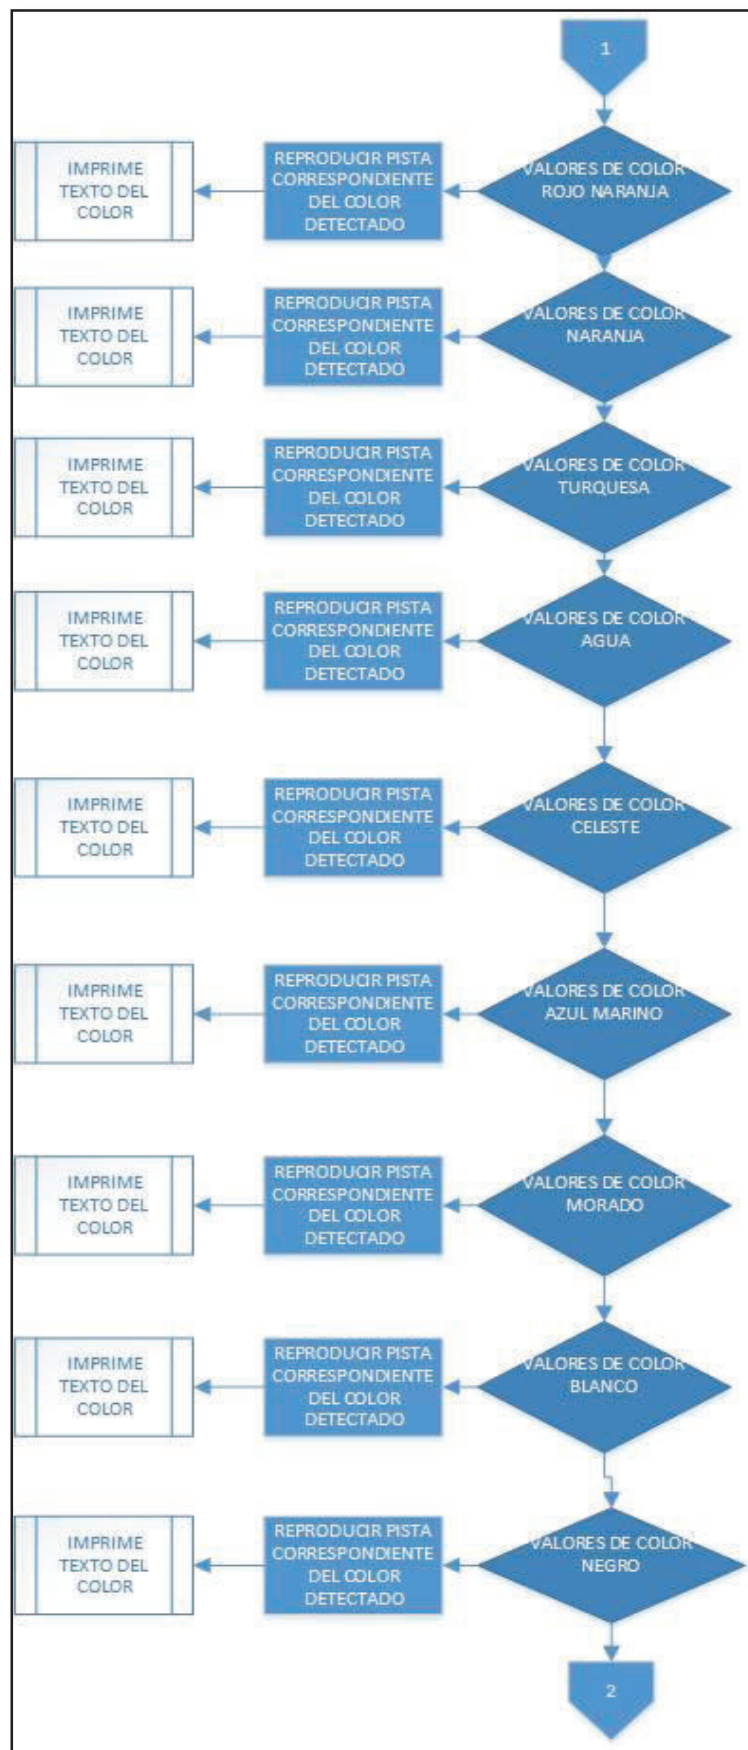 1
IMPRIME
TEXTO DEL
COLOR
REPRODUCIR PISTA
CORRESPONDIENTE
DEL COLOR
DETECTADO
VALORES DE COLOR
ROJO NARANJA
IMPRIME
TEXTO DEL
COLOR
REPRODUCIR PISTA
CORRESPONDIENTE
DEL COLOR
DETECTADO
VALORES DE COLOR
NARANJA
IMPRIME
TEXTO DEL
COLOR
REPRODUCIR PISTA
CORRESPONDIENTE
DEL COLOR
DETECTADO
VALORES DE COLOR
TURQUESA
IMPRIME
TEXTO DEL
COLOR
REPRODUCIR PISTA
CORRESPONDIENTE
DEL COLOR
DETECTADO
VALORES DE COLOR
AGUA
IMPRIME
TEXTO DEL
COLOR
REPRODUCIR PISTA
CORRESPONDIENTE
DEL COLOR
DETECTADO
VALORES DE COLOR
CELESTE
IMPRIME
TEXTO DEL
COLOR
REPRODUCIR PISTA
CORRESPONDIENTE
DEL COLOR
DETECTADO
VALORES DE COLOR
AZUL MARINO
IMPRIME
TEXTO DEL
COLOR
REPRODUCIR PISTA
CORRESPONDIENTE
DEL COLOR
DETECTADO
VALORES DE COLOR
MORADO
IMPRIME
TEXTO DEL
COLOR
REPRODUCIR PISTA
CORRESPONDIENTE
DEL COLOR
DETECTADO
VALORES DE COLOR
BLANCO
IMPRIME
TEXTO DEL
COLOR
REPRODUCIR PISTA
CORRESPONDIENTE
DEL COLOR
DETECTADO
VALORES DE COLOR
NEGRO
2